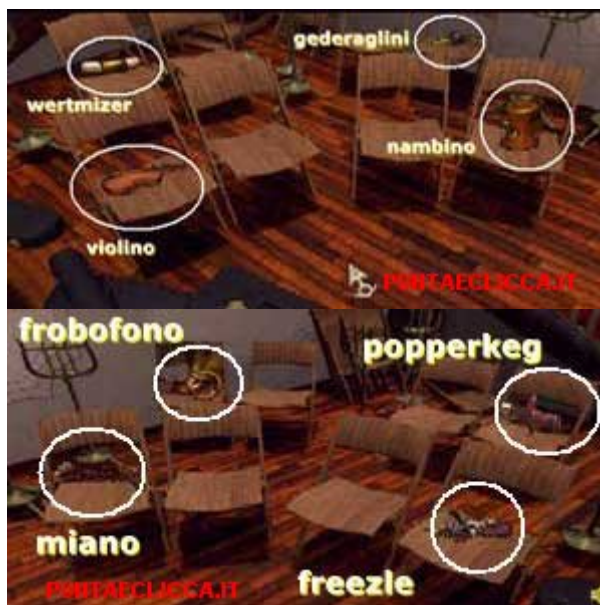 gederaglini
wertmizer
nambino
violino
PUNTAECLICCA.IT
frobofono
popperkeg
miano
PUNTAECLICCA.IT
freezle